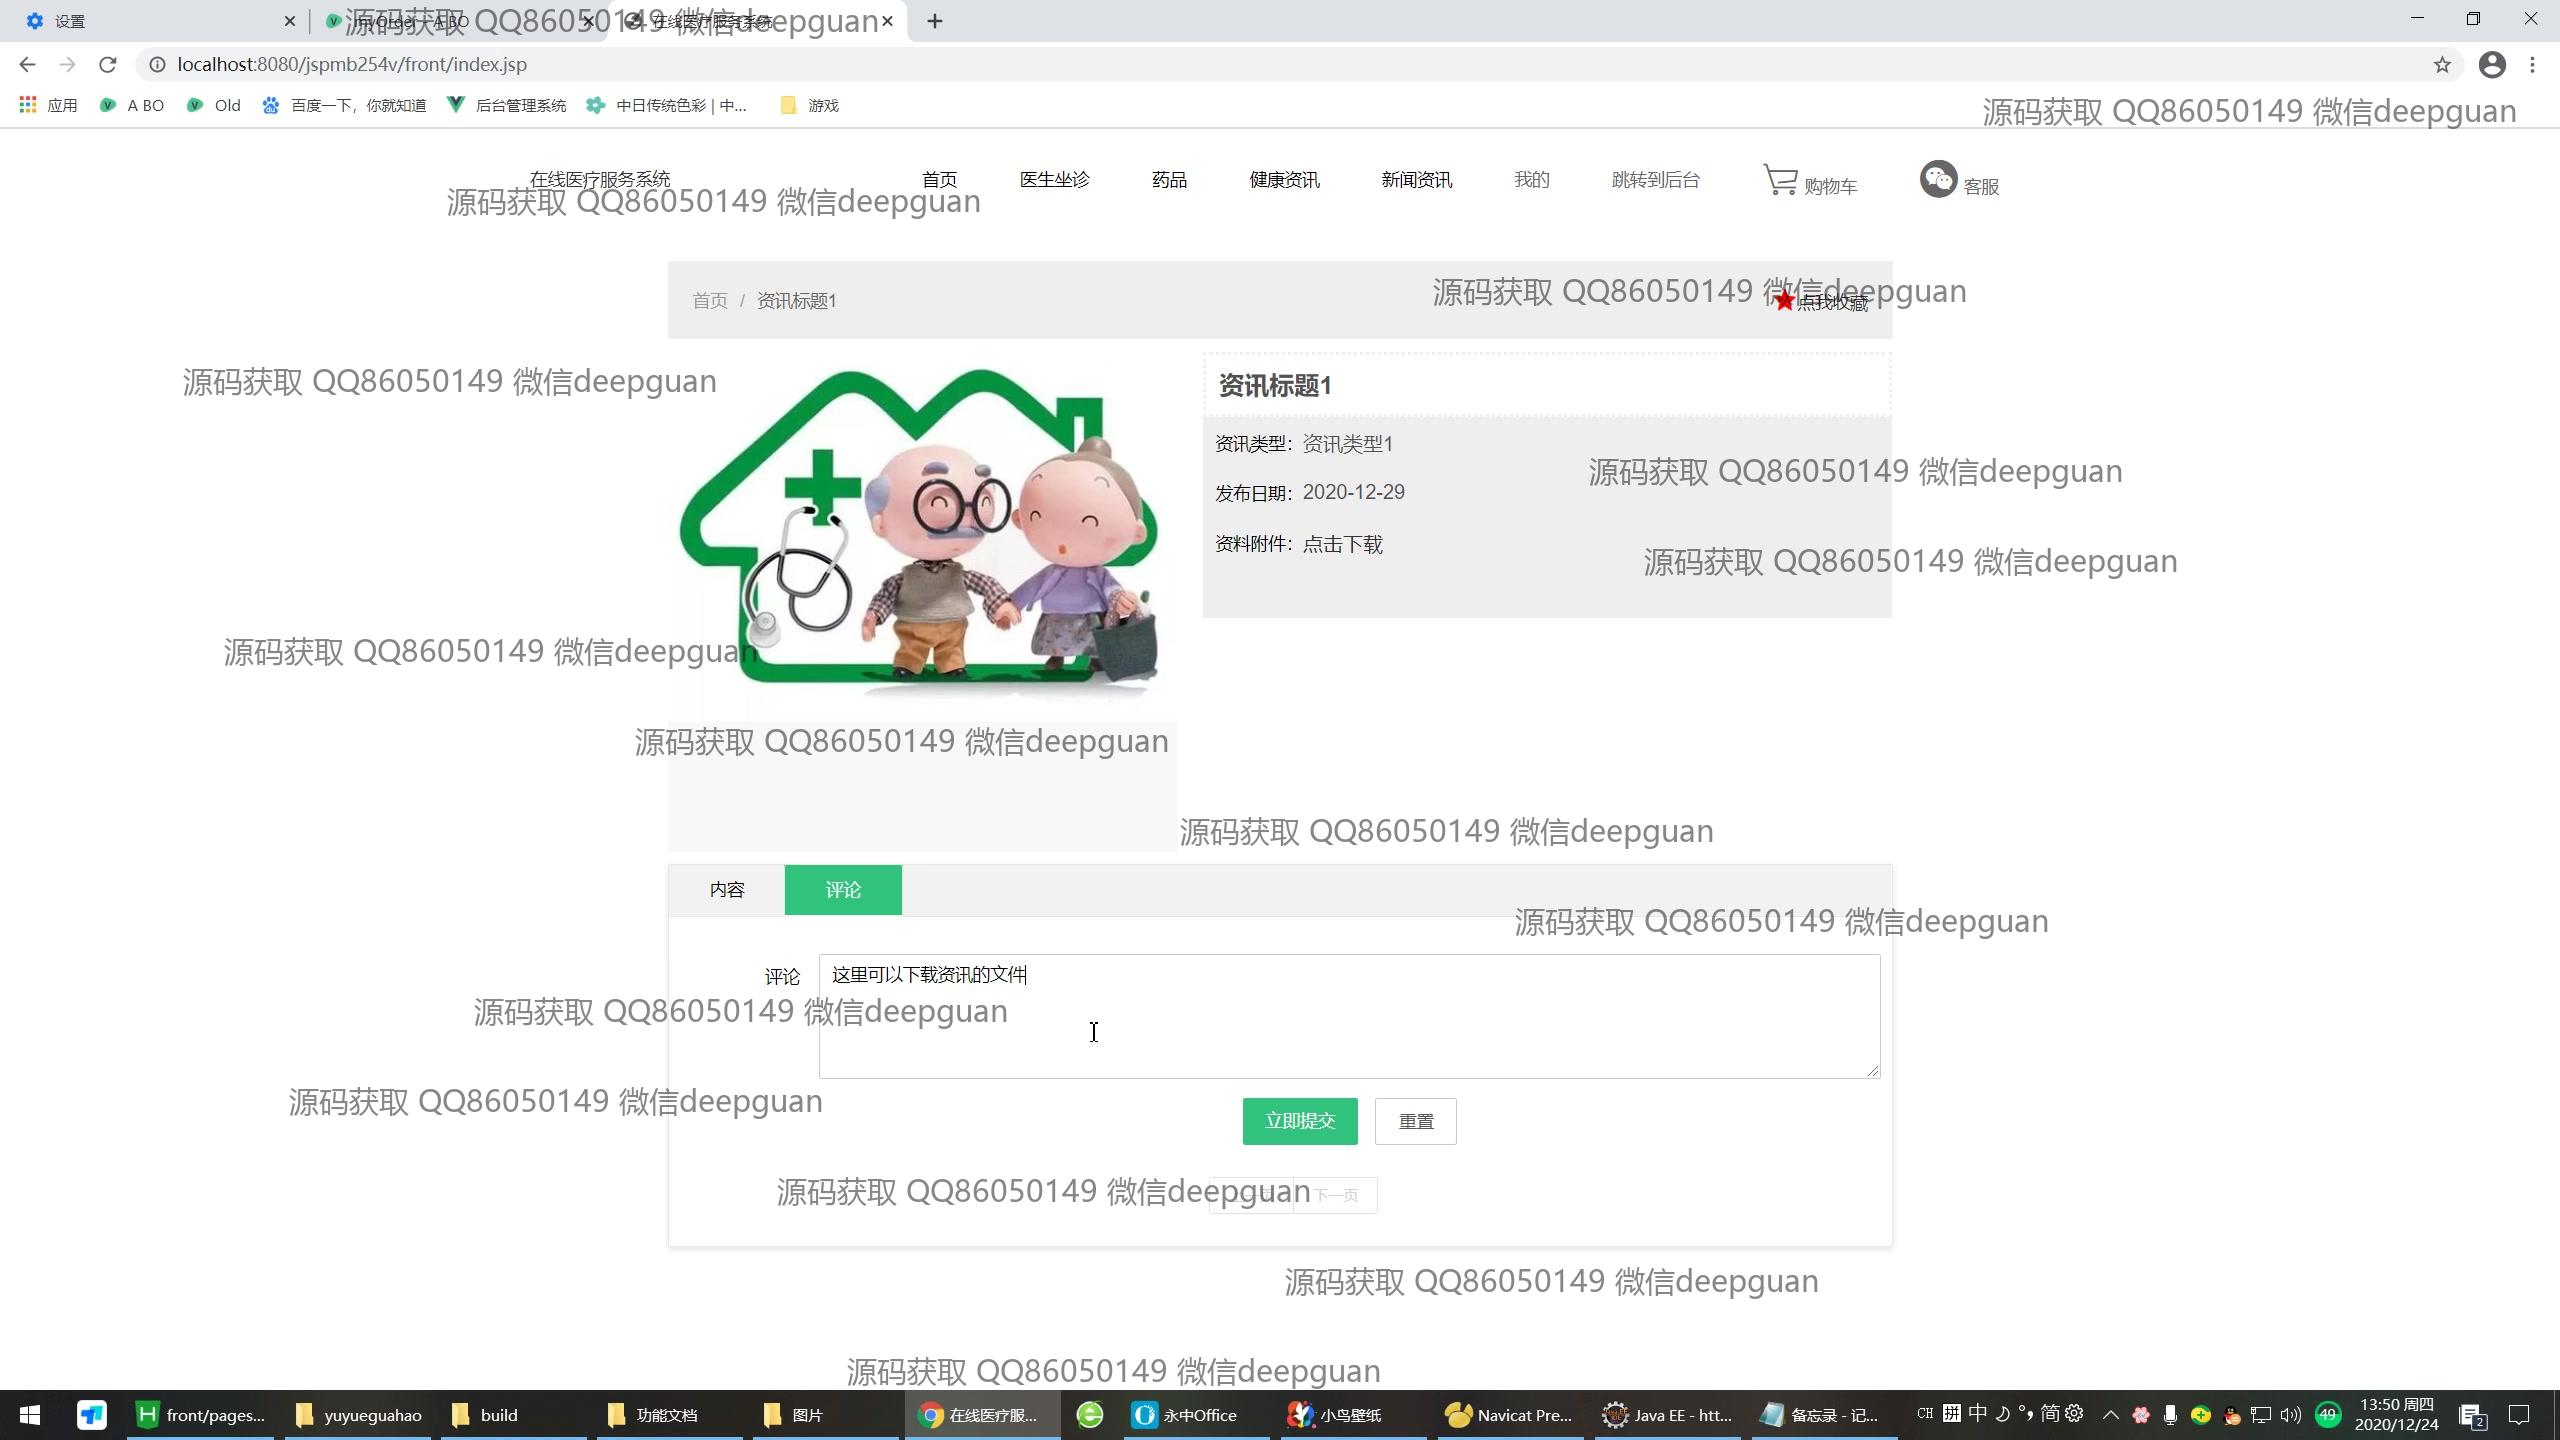 设置
myOrder - A BO
在线医疗服务系统
源码获取 QQ86050149 微信deepguan
localhost:8080/jspmb254v/front/index.jsp
应用
A BO
Old
百度一下，你就知道
后台管理系统
中日传统色彩 | 中...
游戏
源码获取 QQ86050149 微信deepguan
在线医疗服务系统
首页
医生坐诊
药品
健康资讯
新闻资讯
我的
跳转到后台
购物车
客服
源码获取 QQ86050149 微信deepguan
首页 / 资讯标题1
源码获取 QQ86050149 微信deepguan
点我收藏
源码获取 QQ86050149 微信deepguan
资讯标题1
资讯类型： 资讯类型1
源码获取 QQ86050149 微信deepguan
发布日期： 2020-12-29
资料附件： 点击下载
源码获取 QQ86050149 微信deepguan
源码获取 QQ86050149 微信deepguan
源码获取 QQ86050149 微信deepguan
源码获取 QQ86050149 微信deepguan
内容
评论
源码获取 QQ86050149 微信deepguan
评论
这里可以下载资讯的文件
源码获取 QQ86050149 微信deepguan
源码获取 QQ86050149 微信deepguan
立即提交
重置
源码获取 QQ86050149 微信deepguan
下一页
源码获取 QQ86050149 微信deepguan
源码获取 QQ86050149 微信deepguan
front/pages...
yuyueguahao
build
功能文档
图片
在线医疗服...
永中Office
小鸟壁纸
Navicat Pre...
Java EE - htt...
备忘录 - 记...
CH
拼
中
简
49
13:50 周四
2020/12/24
2